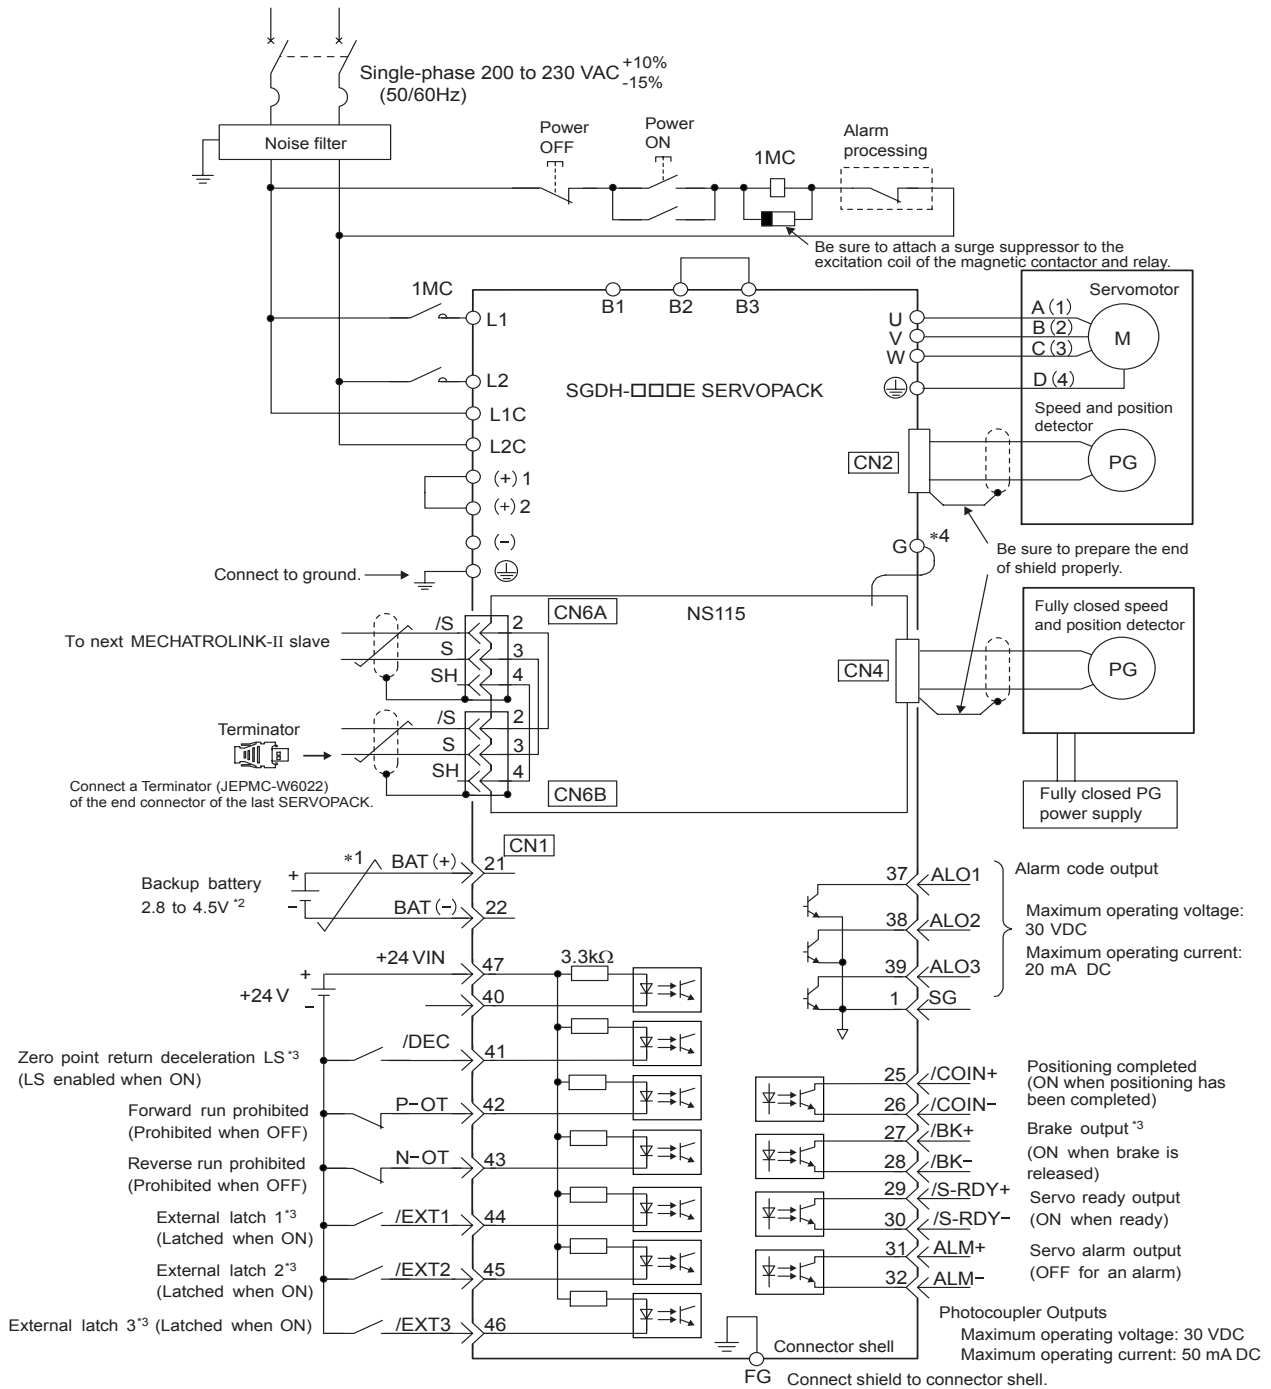 Single-phase 200 to 230 VAC +10% -15%
(50/60Hz)
Noise filter
Power OFF
Power ON
1MC
Alarm processing
Be sure to attach a surge suppressor to the
excitation coil of the magnetic contactor and relay.
1MC
L1
L2
L1C
L2C
(+) 1
(+) 2
(−)
Connect to ground.
B1
B2
B3
SGDH-□□□E SERVOPACK
U
V
W
A (1)
B (2)
C (3)
D (4)
Servomotor
M
Speed and position
detector
PG
CN2
G
*4
Be sure to prepare the end
of shield properly.
CN6A
NS115
CN4
Fully closed speed
and position detector
PG
Fully closed PG
power supply
To next MECHATROLINK-II slave
/S
2
S
3
SH
4
Terminator
/S
2
S
3
SH
4
CN6B
Connect a Terminator (JEPMC-W6022)
of the end connector of the last SERVOPACK.
CN1
Backup battery
2.8 to 4.5V *2
+
−
*1
BAT (+)
21
BAT (−)
22
+24 VIN
47
3.3kΩ
+24 V
+
−
40
Zero point return deceleration LS*3
(LS enabled when ON)
/DEC
41
Forward run prohibited
(Prohibited when OFF)
P−OT
42
Reverse run prohibited
(Prohibited when OFF)
N−OT
43
External latch 1*3
(Latched when ON)
/EXT1
44
External latch 2*3
(Latched when ON)
/EXT2
45
External latch 3*3 (Latched when ON)
/EXT3
46
37
ALO1
38
ALO2
39
ALO3
1
SG
Alarm code output
Maximum operating voltage:
30 VDC
Maximum operating current:
20 mA DC
25
/COIN+
26
/COIN−
Positioning completed
(ON when positioning has
been completed)
27
/BK+
28
/BK−
Brake output *3
(ON when brake is
released)
29
/S-RDY+
30
/S-RDY−
Servo ready output
(ON when ready)
31
ALM+
32
ALM−
Servo alarm output
(OFF for an alarm)
Photocoupler Outputs
Maximum operating voltage: 30 VDC
Maximum operating current: 50 mA DC
Connector shell
FG
Connect shield to connector shell.